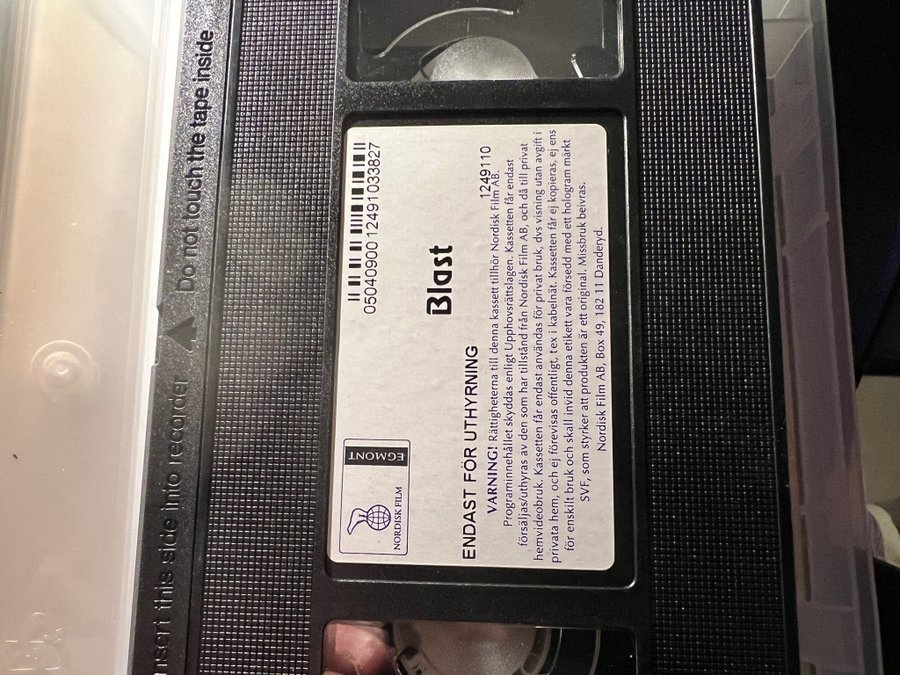 Insert this side into recorder
Do not touch the tape inside
NORDISK FILM
EGMONT
05040900 12491033827
Blast
ENDAST FÖR UTHYRNING
1249110
VARNING! Rättigheterna till denna kassett tillhör Nordisk Film AB.
Programinnehållet skyddas enligt Upphovsrättslagen. Kassetten får endast
försäljas/uthyras av den som har tillstånd från Nordisk Film AB, och då till privat
hemvideobruk. Kassetten får endast användas för privat bruk, dvs visning utan avgift i
privata hem, och ej förevisas offentligt, tex i kabelnät. Kassetten får ej kopieras, ej ens
för enskilt bruk och skall invid denna etikett vara försedd med ett hologram märkt
SVF, som styrker att produkten är ett original. Missbruk beivras.
Nordisk Film AB, Box 49, 182 11 Danderyd.